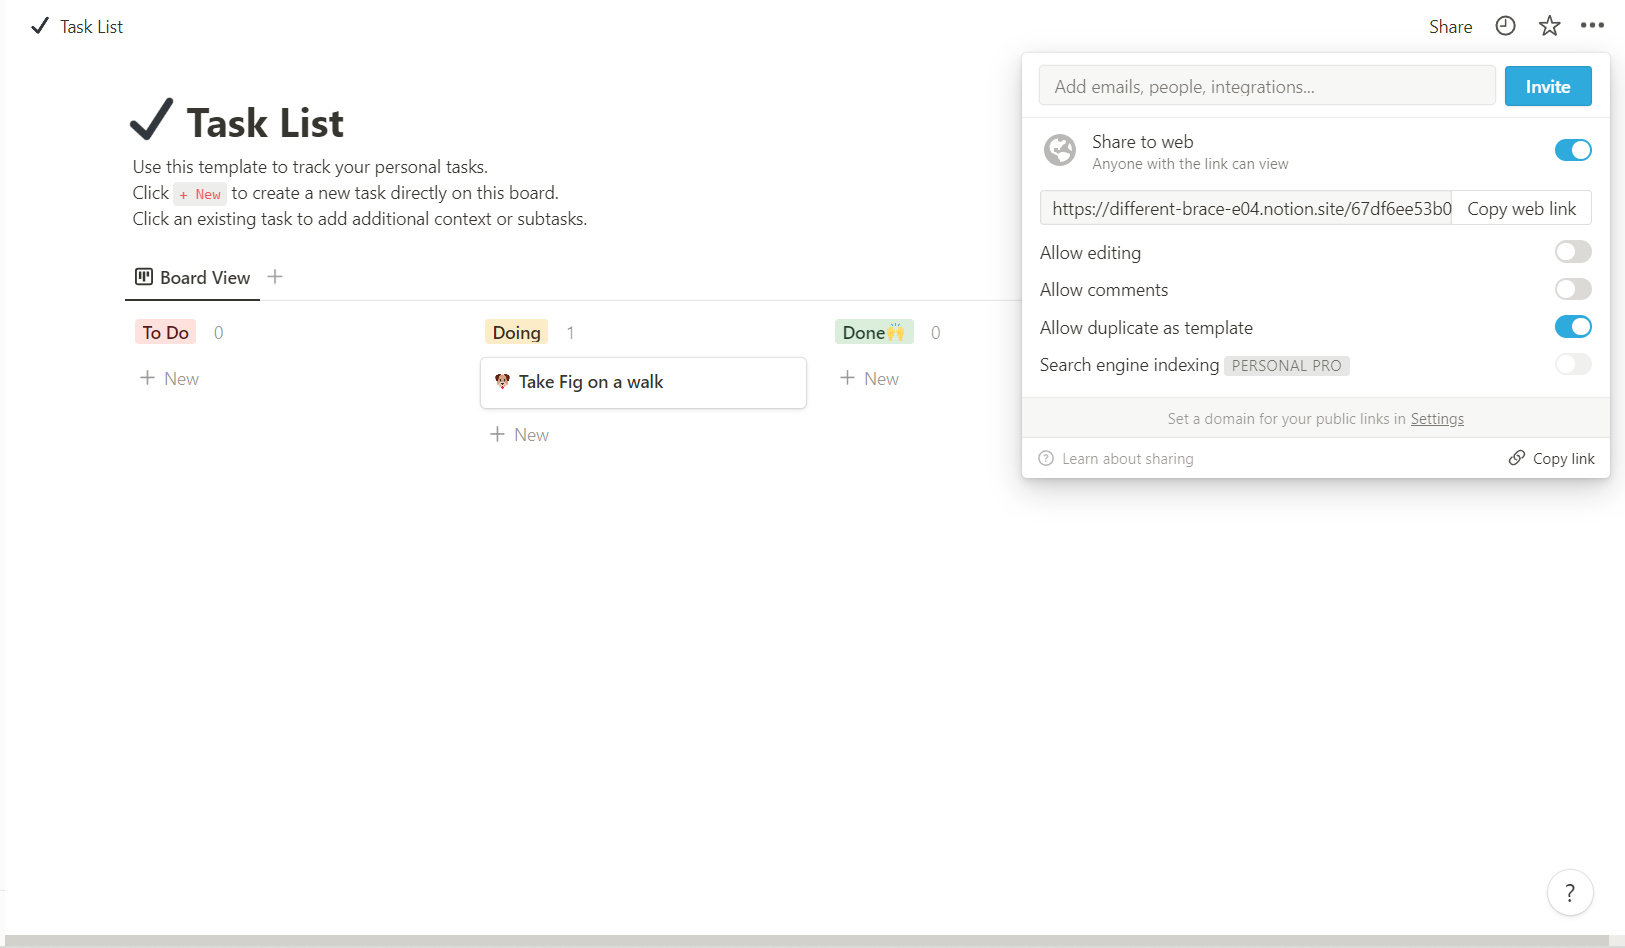 Task List
Share
Task List
Use this template to track your personal tasks.
Click + New to create a new task directly on this board.
Click an existing task to add additional context or subtasks.
Board View
To Do 0
Doing 1
Done🙌 0
+ New
Take Fig on a walk
+ New
+ New
Add emails, people, integrations...
Invite
Share to web
Anyone with the link can view
https://different-brace-e04.notion.site/67df6ee53b0
Copy web link
Allow editing
Allow comments
Allow duplicate as template
Search engine indexing PERSONAL PRO
Set a domain for your public links in Settings
? Learn about sharing
Copy link
?